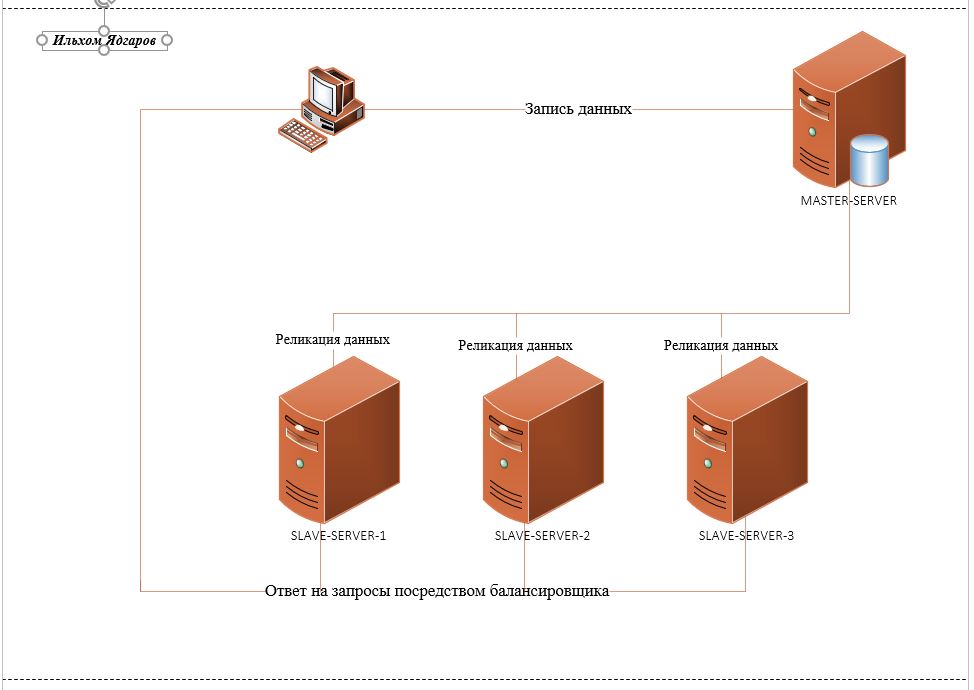 Ильхом Ядгаров
Запись данных
MASTER-SERVER
Реликация данных
Реликация данных
Реликация данных
SLAVE-SERVER-1
SLAVE-SERVER-2
SLAVE-SERVER-3
Ответ на запросы посредством балансировщика